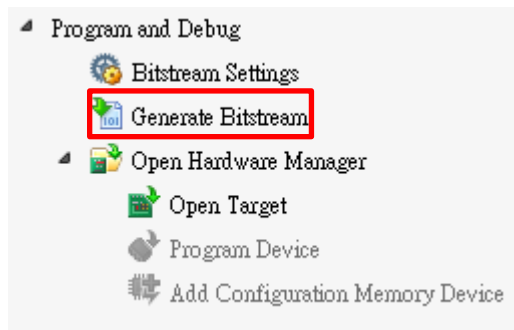 Program and Debug
Bitstream Settings
Generate Bitstream
Open Hardware Manager
Open Target
Program Device
Add Configuration Memory Device